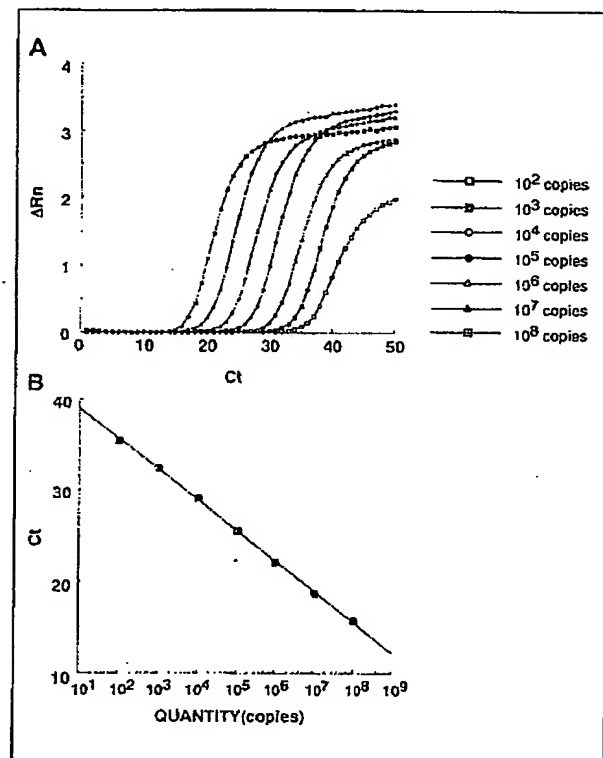 A
4
3
2
1
0
ΔRn
0 10 20 30 40 50
Ct
10² copies
10³ copies
10⁴ copies
10⁵ copies
10⁶ copies
10⁷ copies
10⁸ copies
B
40
30
20
10
Ct
10¹ 10² 10³ 10⁴ 10⁵ 10⁶ 10⁷ 10⁸ 10⁹
QUANTITY(copies)